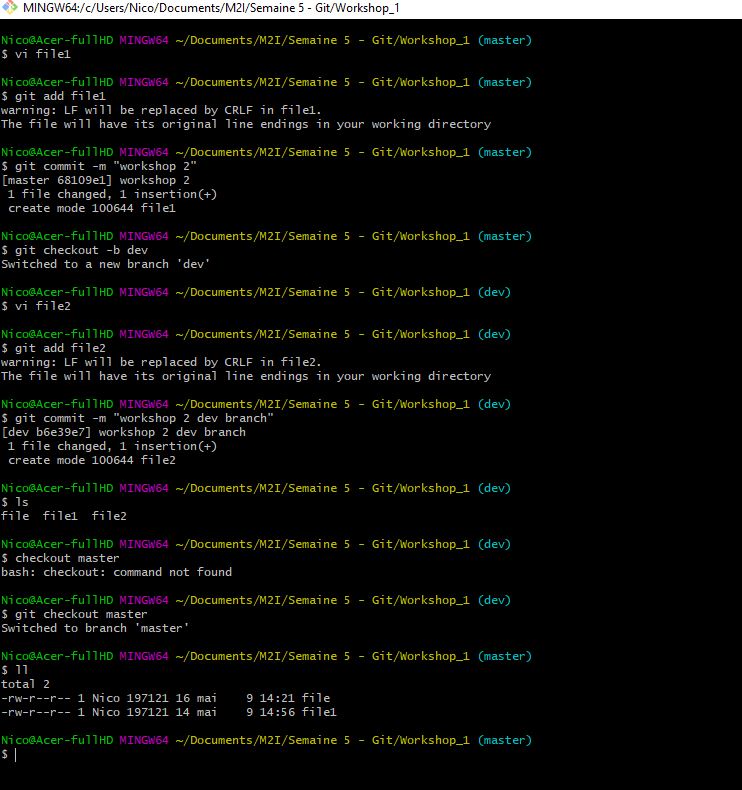 MINGW64:/c/Users/Nico/Documents/M2I/Semaine 5 - Git/Workshop_1
Nico@Acer-fullHD MINGW64 ~/Documents/M2I/Semaine 5 - Git/Workshop_1 (master)
$ vi file1
Nico@Acer-fullHD MINGW64 ~/Documents/M2I/Semaine 5 - Git/Workshop_1 (master)
$ git add file1
warning: LF will be replaced by CRLF in file1.
The file will have its original line endings in your working directory
Nico@Acer-fullHD MINGW64 ~/Documents/M2I/Semaine 5 - Git/Workshop_1 (master)
$ git commit -m "workshop 2"
[master 68109e1] workshop 2
 1 file changed, 1 insertion(+)
 create mode 100644 file1
Nico@Acer-fullHD MINGW64 ~/Documents/M2I/Semaine 5 - Git/Workshop_1 (master)
$ git checkout -b dev
Switched to a new branch 'dev'
Nico@Acer-fullHD MINGW64 ~/Documents/M2I/Semaine 5 - Git/Workshop_1 (dev)
$ vi file2
Nico@Acer-fullHD MINGW64 ~/Documents/M2I/Semaine 5 - Git/Workshop_1 (dev)
$ git add file2
warning: LF will be replaced by CRLF in file2.
The file will have its original line endings in your working directory
Nico@Acer-fullHD MINGW64 ~/Documents/M2I/Semaine 5 - Git/Workshop_1 (dev)
$ git commit -m "workshop 2 dev branch"
[dev b6e39e7] workshop 2 dev branch
 1 file changed, 1 insertion(+)
 create mode 100644 file2
Nico@Acer-fullHD MINGW64 ~/Documents/M2I/Semaine 5 - Git/Workshop_1 (dev)
$ ls
file  file1  file2
Nico@Acer-fullHD MINGW64 ~/Documents/M2I/Semaine 5 - Git/Workshop_1 (dev)
$ checkout master
bash: checkout: command not found
Nico@Acer-fullHD MINGW64 ~/Documents/M2I/Semaine 5 - Git/Workshop_1 (dev)
$ git checkout master
Switched to branch 'master'
Nico@Acer-fullHD MINGW64 ~/Documents/M2I/Semaine 5 - Git/Workshop_1 (master)
$ ll
total 2
-rw-r--r-- 1 Nico 197121 16 mai    9 14:21 file
-rw-r--r-- 1 Nico 197121 14 mai    9 14:56 file1
Nico@Acer-fullHD MINGW64 ~/Documents/M2I/Semaine 5 - Git/Workshop_1 (master)
$